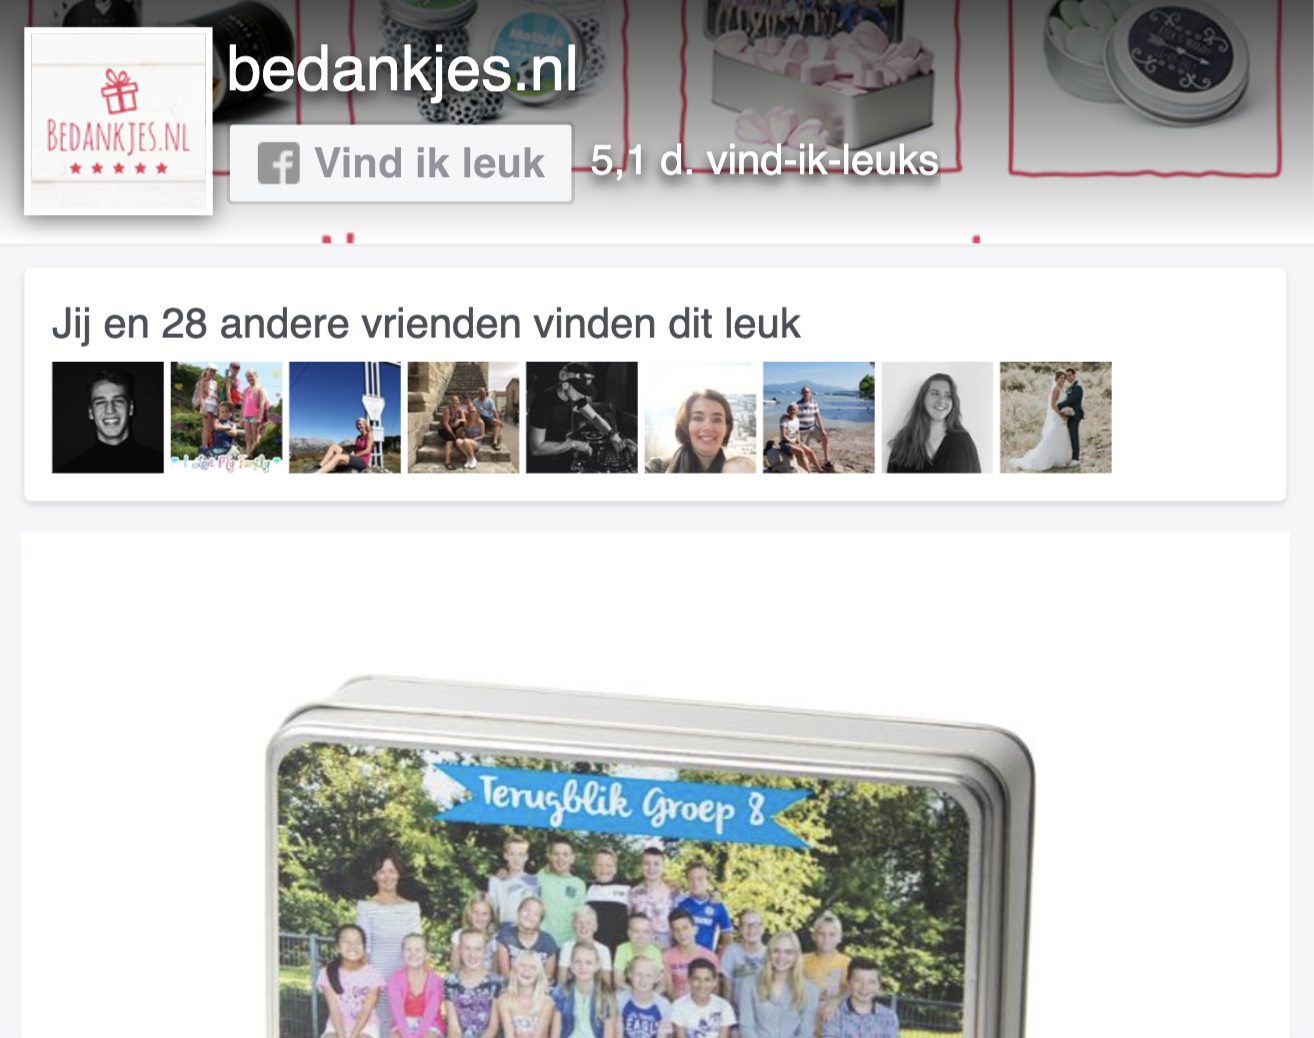 bedankjes.nl
BEDANKJES.NL
Vind ik leuk
5,1 d. vind-ik-leuks
Mathijs
Jij en 28 andere vrienden vinden dit leuk
I Love My Family
Terugblik Groep 8